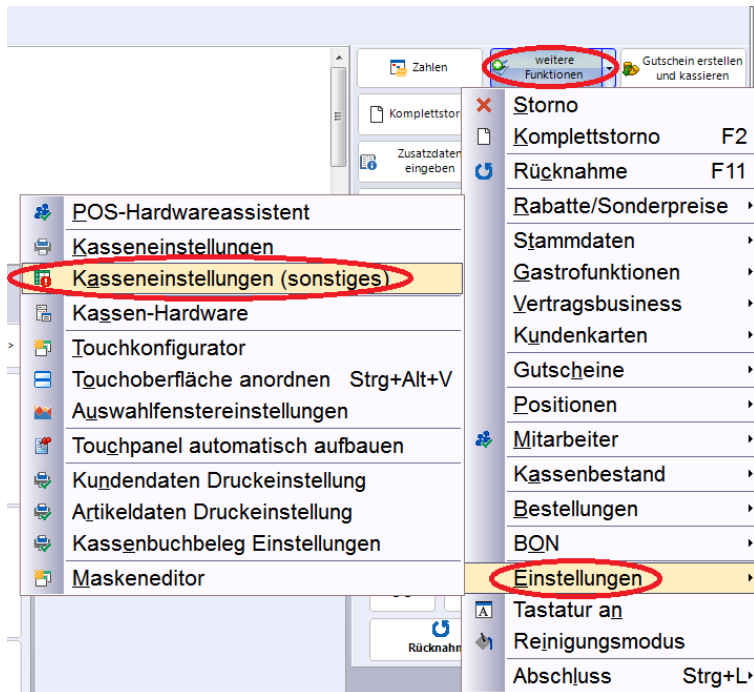 Zahlen
weitere
Funktionen
Gutschein erstellen
und kassieren
Komplettstor
Zusatzdaten
eingeben
Storno
Komplettstorno F2
Rücknahme F11
Rabatte/Sonderpreise
Stammdaten
Gastrofunktionen
Vertragsbusiness
Kundenkarten
Gutscheine
Positionen
Mitarbeiter
Kassenbestand
Bestellungen
BON
Einstellungen
Tastatur an
Reinigungsmodus
Abschluss Strg+L
POS-Hardwareassistent
Kasseneinstellungen
Kasseneinstellungen (sonstiges)
Kassen-Hardware
Touchkonfigurator
Touchoberfläche anordnen Strg+Alt+V
Auswahlfenstereinstellungen
Touchpanel automatisch aufbauen
Kundendaten Druckeinstellung
Artikeldaten Druckeinstellung
Kassenbuchbeleg Einstellungen
Maskeneditor
Rücknahm